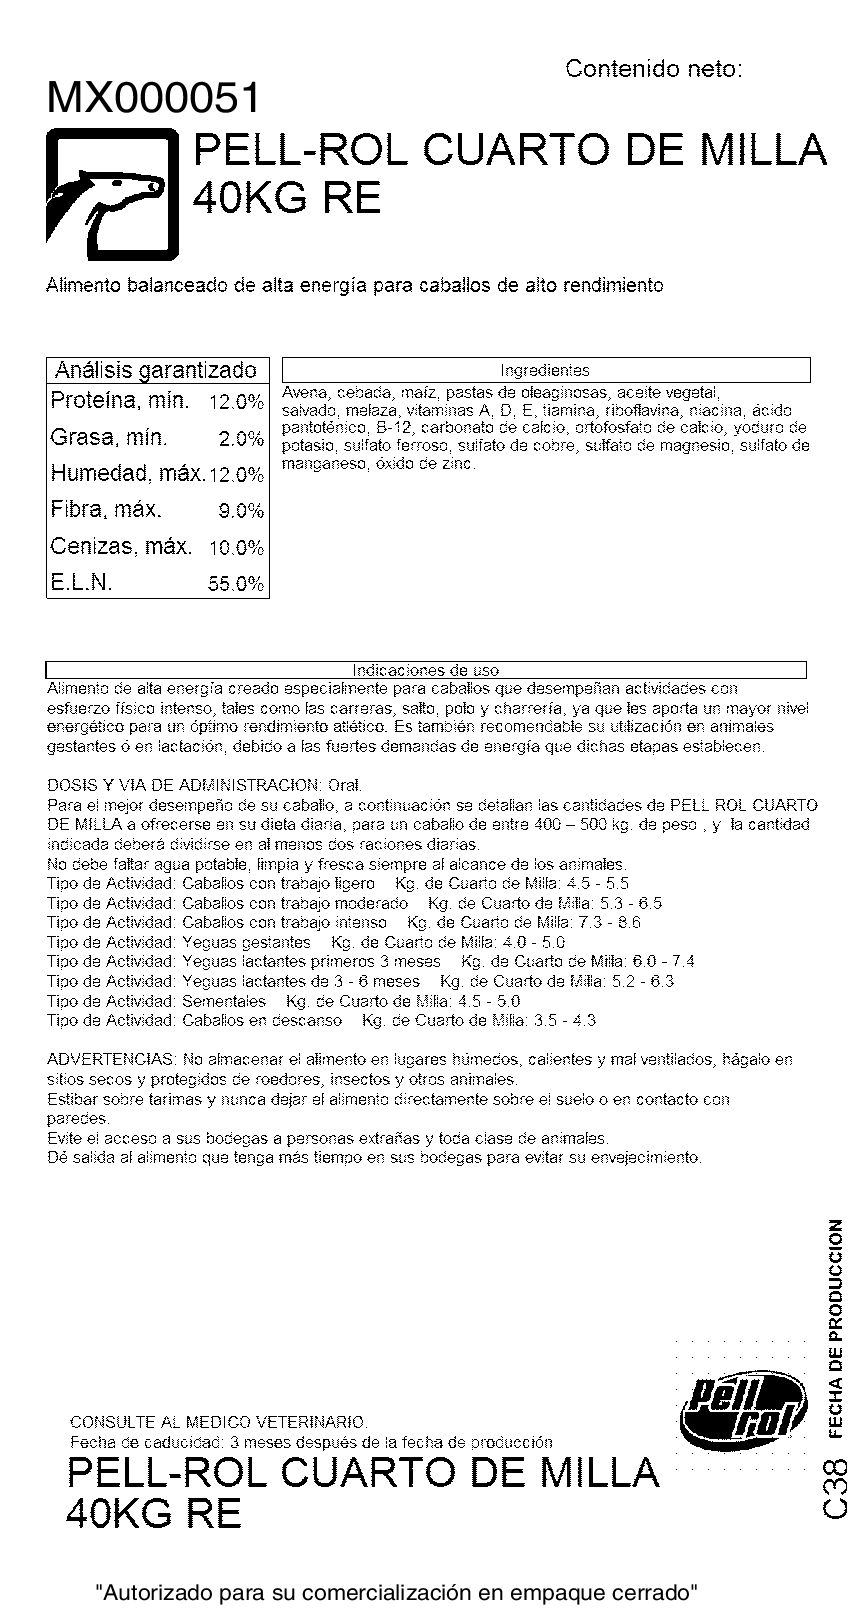 Contenido neto:
MX000051
PELL-ROL CUARTO DE MILLA
40KG RE
Alimento balanceado de alta energía para caballos de alto rendimiento
Análisis garantizado
Proteína, mín. 12.0%
Grasa, mín. 2.0%
Humedad, máx. 12.0%
Fibra, máx. 9.0%
Cenizas, máx. 10.0%
E.L.N. 55.0%
Ingredientes
Avena, cebada, maíz, pastas de oleaginosas, aceite vegetal,
salvado, melaza, vitaminas A, D, E, tiamina, riboflavina, niacina, ácido
pantoténico, B-12, carbonato de calcio, ortofosfato de calcio, yoduro de
potasio, sulfato ferroso, sulfato de cobre, sulfato de magnesio, sulfato de
manganeso, óxido de zinc.
Indicaciones de uso
Alimento de alta energía creado especialmente para caballos que desempeñan actividades con
esfuerzo físico intenso, tales como las carreras, salto, polo y charrería, ya que les aporta un mayor nivel
energético para un óptimo rendimiento atlético. Es también recomendable su utilización en animales
gestantes ó en lactación, debido a las fuertes demandas de energía que dichas etapas establecen.
DOSIS Y VIA DE ADMINISTRACION: Oral.
Para el mejor desempeño de su caballo, a continuación se detallan las cantidades de PELL ROL CUARTO
DE MILLA a ofrecerse en su dieta diaria, para un caballo de entre 400 – 500 kg. de peso , y la cantidad
indicada deberá dividirse en al menos dos raciones diarias.
No debe faltar agua potable, limpia y fresca siempre al alcance de los animales.
Tipo de Actividad: Caballos con trabajo ligero Kg. de Cuarto de Milla: 4.5 - 5.5
Tipo de Actividad: Caballos con trabajo moderado Kg. de Cuarto de Milla: 5.3 - 6.5
Tipo de Actividad: Caballos con trabajo intenso Kg. de Cuarto de Milla: 7.3 - 8.6
Tipo de Actividad: Yeguas gestantes Kg. de Cuarto de Milla: 4.0 - 5.0
Tipo de Actividad: Yeguas lactantes primeros 3 meses Kg. de Cuarto de Milla: 6.0 - 7.4
Tipo de Actividad: Yeguas lactantes de 3 - 6 meses Kg. de Cuarto de Milla: 5.2 - 6.3
Tipo de Actividad: Sementales Kg. de Cuarto de Milla: 4.5 - 5.0
Tipo de Actividad: Caballos en descanso Kg. de Cuarto de Milla: 3.5 - 4.3
ADVERTENCIAS: No almacenar el alimento en lugares húmedos, calientes y mal ventilados, hágalo en
sitios secos y protegidos de roedores, insectos y otros animales.
Estibar sobre tarimas y nunca dejar el alimento directamente sobre el suelo o en contacto con
paredes.
Evite el acceso a sus bodegas a personas extrañas y toda clase de animales.
Dé salida al alimento que tenga más tiempo en sus bodegas para evitar su envejecimiento.
FECHA DE PRODUCCION
C38
Pell rol
CONSULTE AL MEDICO VETERINARIO.
Fecha de caducidad: 3 meses después de la fecha de producción
PELL-ROL CUARTO DE MILLA
40KG RE
"Autorizado para su comercialización en empaque cerrado"